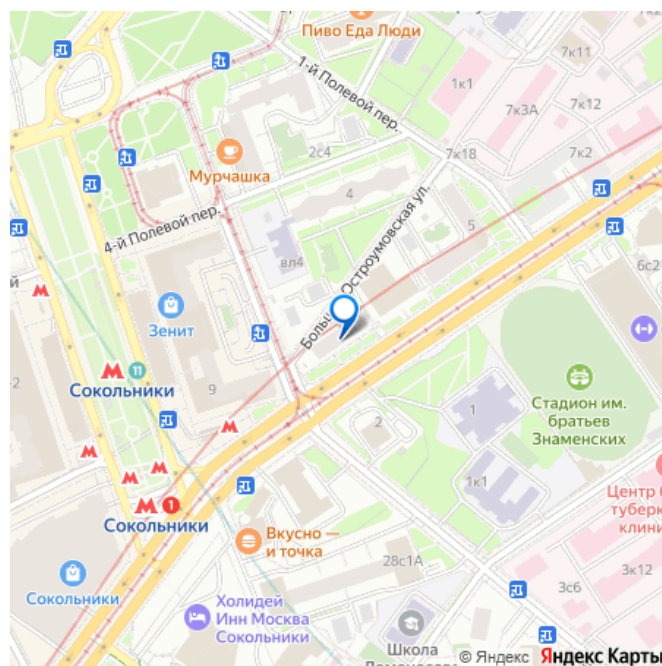 Пиво Еда Люди
7к11
1-й Полевой пер.
1к1
7к3А
7к12
2с4
7к18
7к2
Мурчашка
4
4-й Полевой пер.
вл4
5
6с2
Остроумовская ул.
Зенит
11
Сокольники
9
1
Стадион им.
братьев
Знаменских
2
1к1
1
Сокольники
Вкусно —
и точка
28с1А
3к12
3с6
Сокольники
Холидей
Инн Москва
Сокольники
Школа
© Яндекс Яндекс Карты